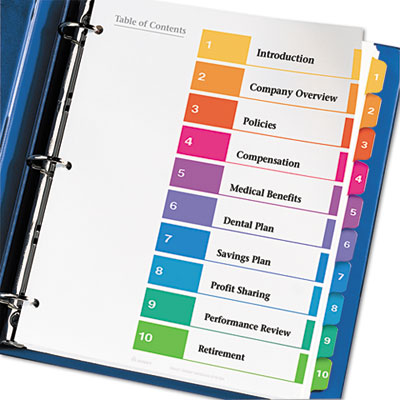 Table of Contents
1 Introduction
2 Company Overview
3 Policies
4 Compensation
5 Medical Benefits
6 Dental Plan
7 Savings Plan
8 Profit Sharing
9 Performance Review
10 Retirement
1
2
3
4
5
6
7
8
9
10